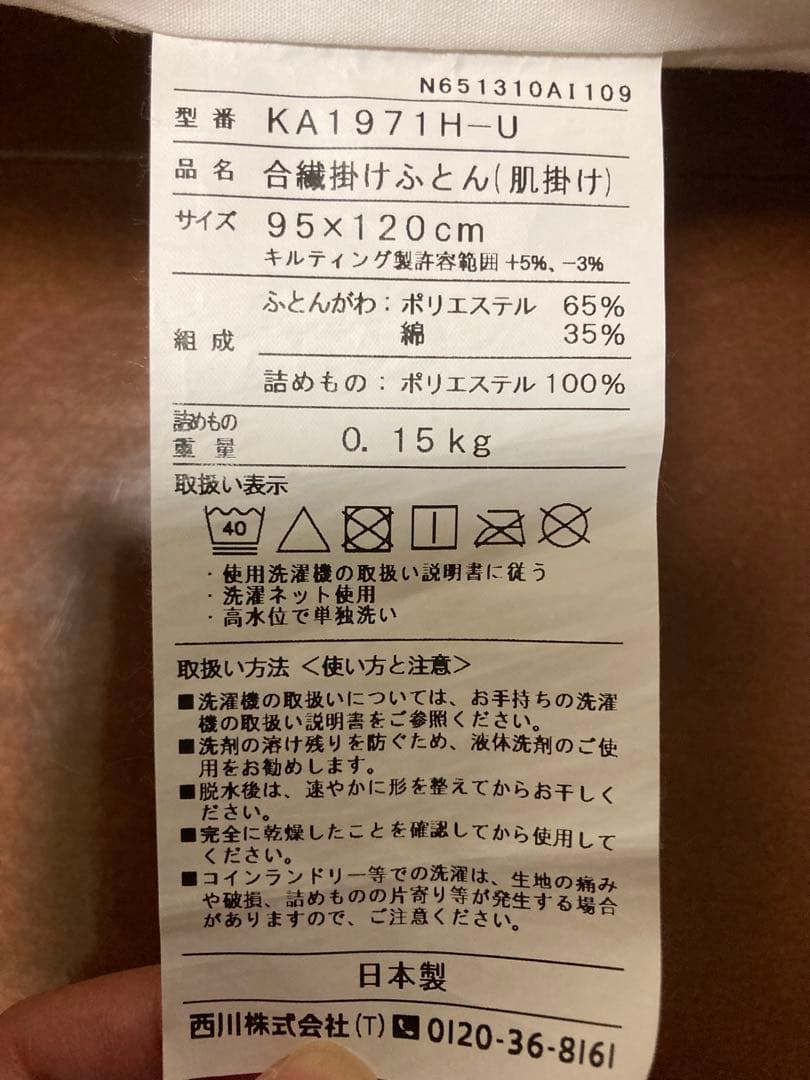 N651310AI109
型番 KA1971H-U
品名 合繊掛けふとん(肌掛け)
サイズ 95×120cm
キルティング製許容範囲 +5%、-3%
組成
ふとんがわ：ポリエステル 65%
綿 35%
詰めもの：ポリエステル 100%
詰めもの
重量 0.15kg
取扱い表示
40
・使用洗濯機の取扱い説明書に従う
・洗濯ネット使用
・高水位で単独洗い
取扱い方法 <使い方と注意>
■洗濯機の取扱いについては、お手持ちの洗濯
機の取扱い説明書をご参照ください。
■洗剤の溶け残りを防ぐため、液体洗剤のご使
用をお勧めします。
■脱水後は、速やかに形を整えてからお干しく
ださい。
■完全に乾燥したことを確認してから使用して
ください。
■コインランドリー等での洗濯は、生地の痛み
や破損、詰めものの片寄り等が発生する場合
がありますので、ご注意ください。
日本製
西川株式会社(T) 0120-36-8161